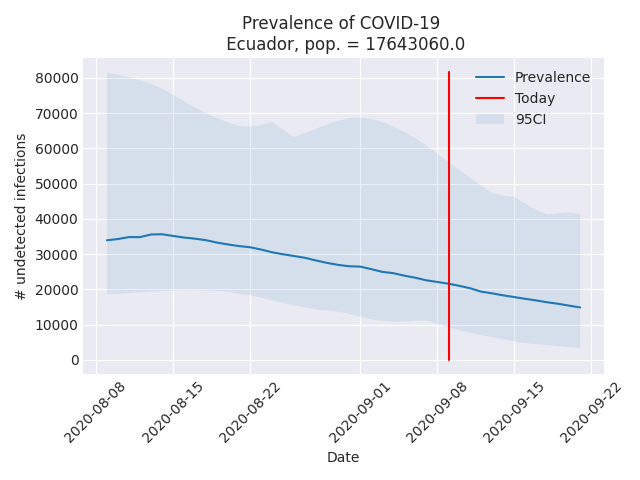 Prevalence of COVID-19
Ecuador, pop. = 17643060.0
Prevalence
Today
95CI
80000
70000
60000
50000
40000
30000
20000
10000
0
# undetected infections
2020-08-08
2020-08-15
2020-08-22
2020-09-01
2020-09-08
2020-09-15
2020-09-22
Date